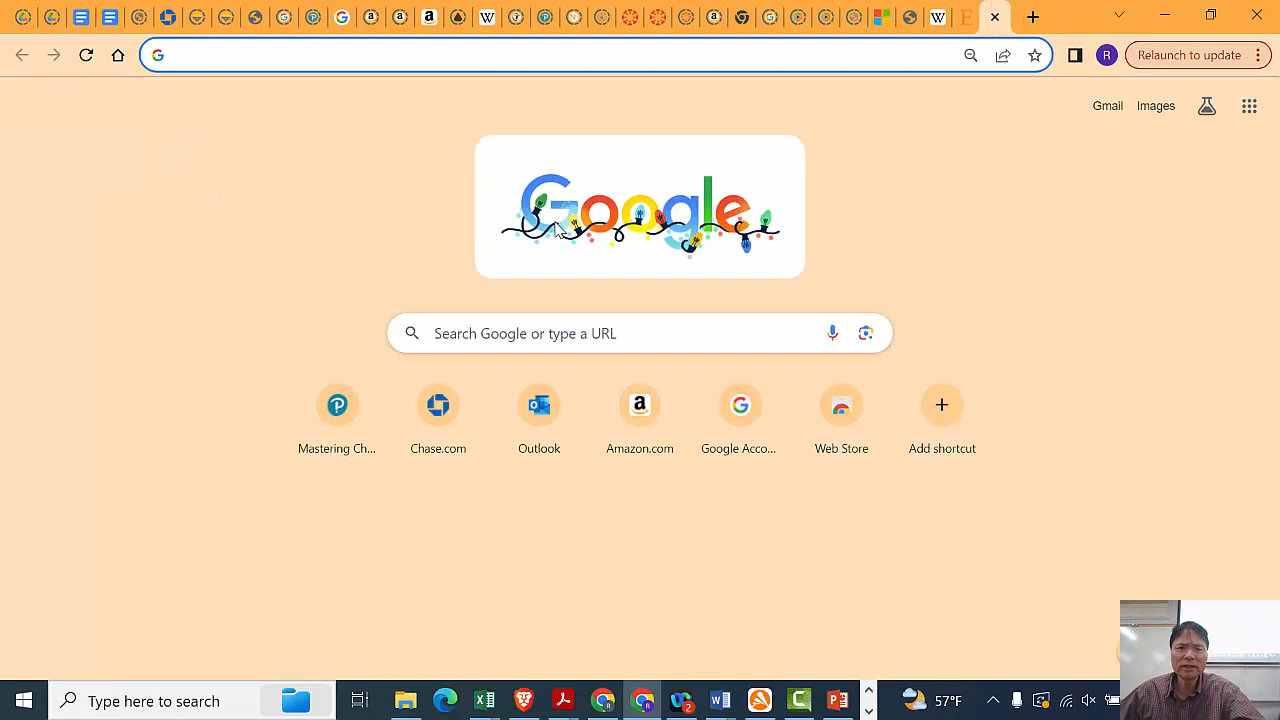 Relaunch to update
Gmail
Images
Google
Search Google or type a URL
Mastering Ch...
Chase.com
Outlook
Amazon.com
Google Acco...
Web Store
Add shortcut
Type here to search
57°F